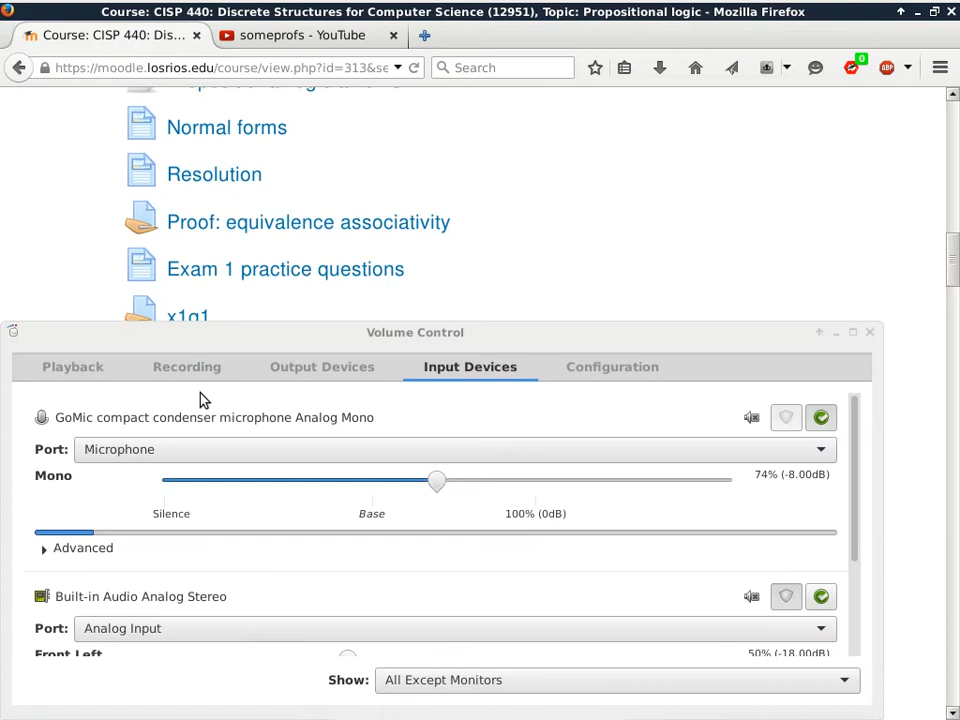 Course: CISP 440: Discrete Structures for Computer Science (12951), Topic: Propositional logic - Mozilla Firefox
Course: CISP 440: Dis... someprofs - YouTube
https://moodle.losrios.edu/course/view.php?id=313&se Search 0 ABP
Normal forms
Resolution
Proof: equivalence associativity
Exam 1 practice questions
x1q1
Volume Control
Playback Recording Output Devices Input Devices Configuration
GoMic compact condenser microphone Analog Mono
Port: Microphone
Mono 74% (-8.00dB)
Silence Base 100% (0dB)
Advanced
Built-in Audio Analog Stereo
Port: Analog Input
Front Left 50% (-18.00dB)
Show: All Except Monitors